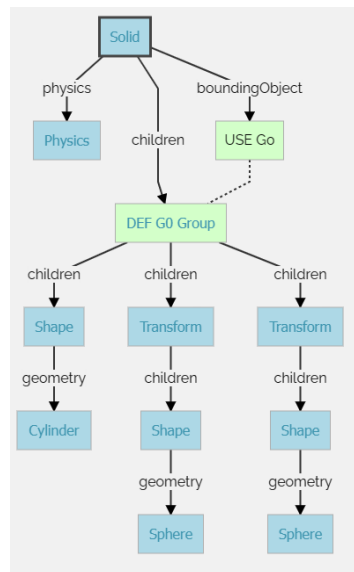 Solid
physics
boundingObject
children
Physics
USE Go
DEF G0 Group
children children children
Shape Transform Transform
geometry children children
Cylinder Shape Shape
geometry geometry
Sphere Sphere